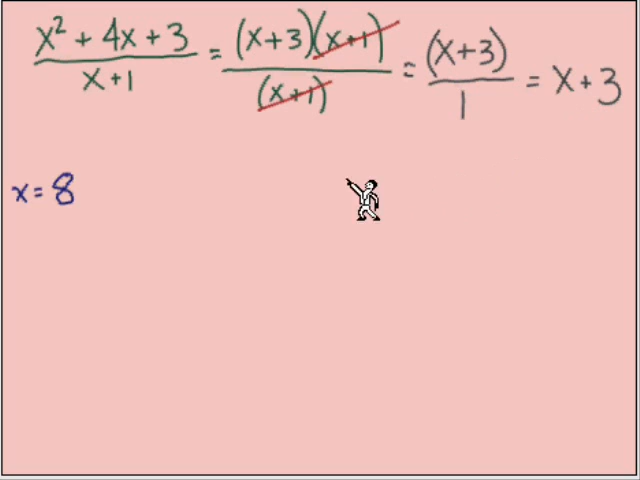 x² + 4x + 3 / x + 1 = (x+3)(x+1) / (x+1) = (x+3) / 1 = x + 3
x = 8